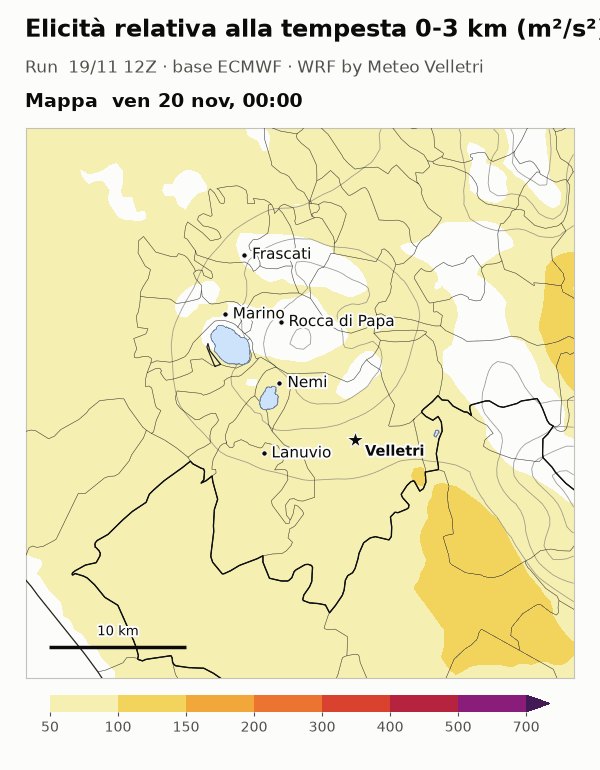 Elicità relativa alla tempesta 0-3 km (m²/s²)
Run  19/11 12Z · base ECMWF · WRF by Meteo Velletri
Mappa  ven 20 nov, 00:00
Frascati
Marino
Rocca di Papa
Nemi
Velletri
Lanuvio
10 km
50 100 150 200 300 400 500 700